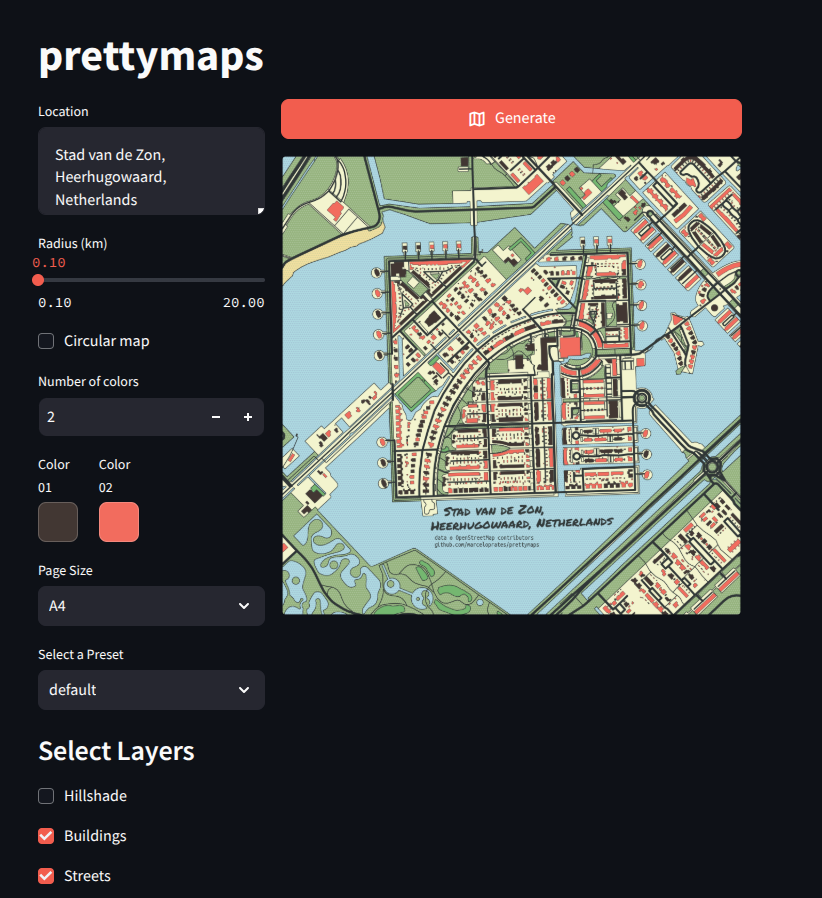 prettymaps
Location
Stad van de Zon,
Heerhugowaard,
Netherlands
Radius (km)
0.10
0.10 20.00
Circular map
Number of colors
2
Color Color
01 02
Page Size
A4
Select a Preset
default
Select Layers
Hillshade
Buildings
Streets
Generate
Stad van de Zon,
Heerhugowaard, Netherlands
data © OpenStreetMap contributors
github.com/marceloprates/prettymaps